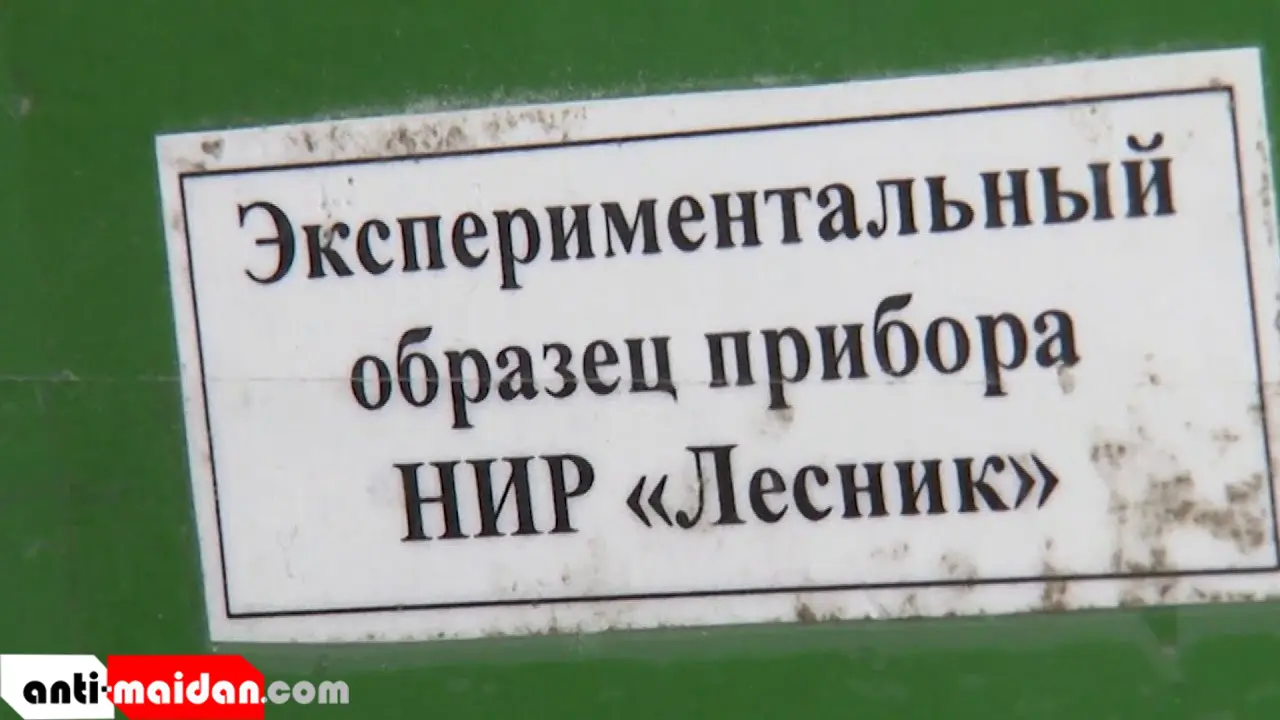 Экспериментальный
образец прибора
НИР «Лесник»
anti-maidan.com